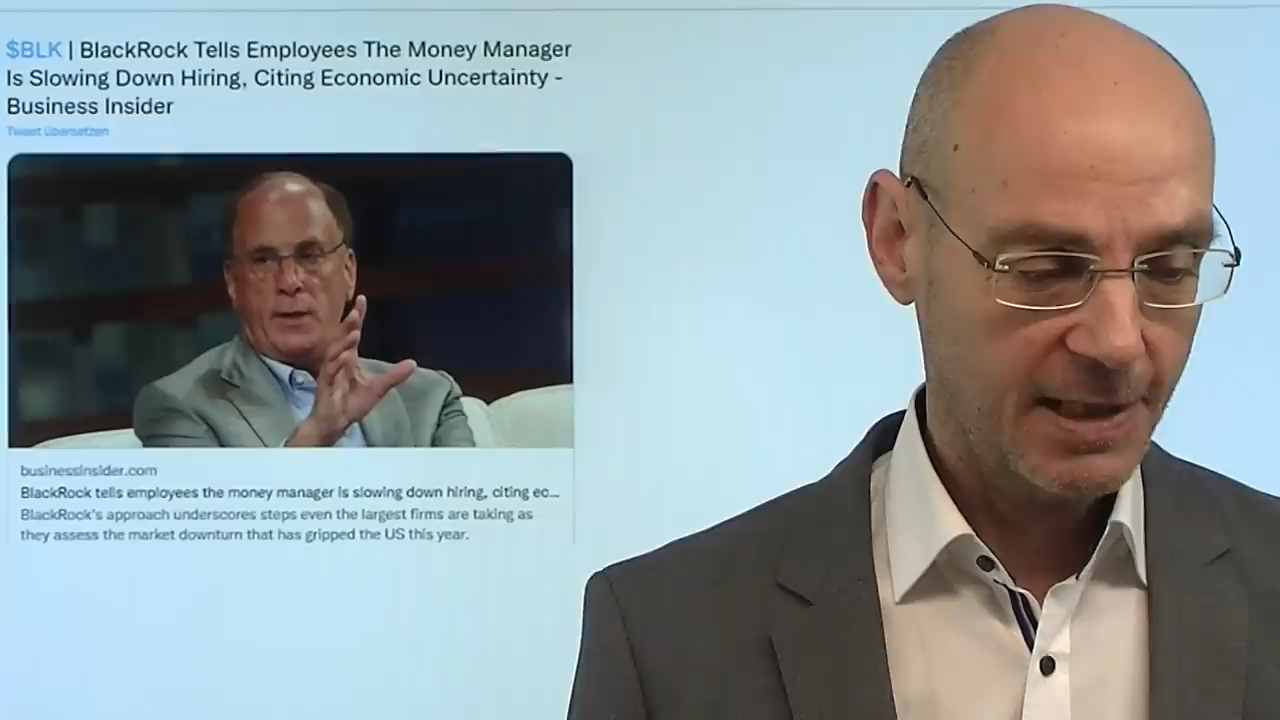 $BLK | BlackRock Tells Employees The Money Manager
Is Slowing Down Hiring, Citing Economic Uncertainty -
Business Insider
Tweet übersetzen
businessinsider.com
BlackRock tells employees the money manager is slowing down hiring, citing ec...
BlackRock's approach underscores steps even the largest firms are taking as
they assess the market downturn that has gripped the US this year.